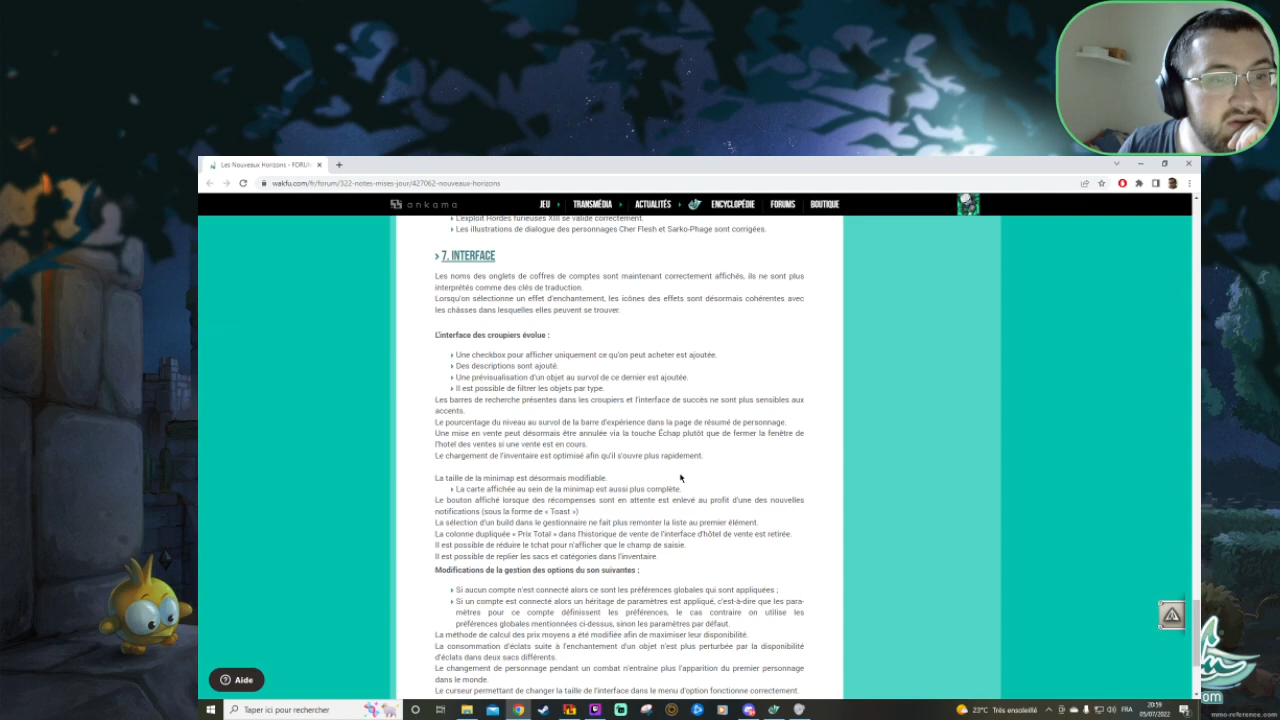 Les Nouveaux Horizons - FORUM
wakfu.com/fr/forum/322-notes-mises-jour/427062-nouveaux-horizons
ankama
JEU
TRANSMÉDIA
ACTUALITÉS
ENCYCLOPÉDIE
FORUMS
BOUTIQUE
L'exploit Hordes furieuses XIII se valide correctement.
Les illustrations de dialogue des personnages Cher Flesh et Sarko-Phage sont corrigées.
7. INTERFACE
Les noms des onglets de coffres de comptes sont maintenant correctement affichés, ils ne sont plus
interprétés comme des clés de traduction.
Lorsqu'on sélectionne un effet d'enchantement, les icônes des effets sont désormais cohérentes avec
les châsses dans lesquelles elles peuvent se trouver.
L'interface des croupiers évolue :
Une checkbox pour afficher uniquement ce qu'on peut acheter est ajoutée.
Des descriptions sont ajouté.
Une prévisualisation d'un objet au survol de ce dernier est ajoutée.
Il est possible de filtrer les objets par type.
Les barres de recherche présentes dans les croupiers et l'interface de succès ne sont plus sensibles aux
accents.
Le pourcentage du niveau au survol de la barre d'expérience dans la page de résumé de personnage.
Une mise en vente peut désormais être annulée via la touche Échap plutôt que de fermer la fenêtre de
l'hotel des ventes si une vente est en cours.
Le chargement de l'inventaire est optimisé afin qu'il s'ouvre plus rapidement.
La taille de la minimap est désormais modifiable.
La carte affichée au sein de la minimap est aussi plus complète.
Le bouton affiché lorsque des récompenses sont en attente est enlevé au profit d'une des nouvelles
notifications (sous la forme de « Toast »)
La sélection d'un build dans le gestionnaire ne fait plus remonter la liste au premier élément.
La colonne dupliquée « Prix Total » dans l'historique de vente de l'interface d'hôtel de vente est retirée.
Il est possible de réduire le tchat pour n'afficher que le champ de saisie.
Il est possible de replier les sacs et catégories dans l'inventaire.
Modifications de la gestion des options du son suivantes :
Si aucun compte n'est connecté alors ce sont les préférences globales qui sont appliquées ;
Si un compte est connecté alors un héritage de paramètres est appliqué, c'est-à-dire que les para-
mètres pour ce compte définissent les préférences, le cas contraire on utilise les
préférences globales mentionnées ci-dessus, sinon les paramètres par défaut.
La méthode de calcul des prix moyens a été modifiée afin de maximiser leur disponibilité.
La consommation d'éclats suite à l'enchantement d'un objet n'est plus perturbée par la disponibilité
d'éclats dans deux sacs différents.
Le changement de personnage pendant un combat n'entraîne plus l'apparition du premier personnage
dans le monde.
Le curseur permettant de changer la taille de l'interface dans le menu d'option fonctionne correctement.
Aide
Taper ici pour rechercher
23°C Très ensoleillé
FRA
20:59
05/07/2022
mmo-reference.com